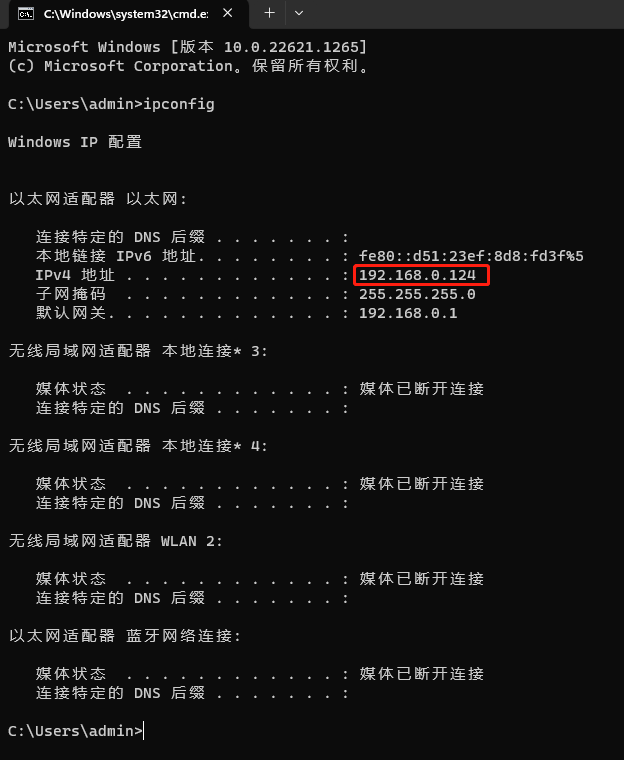 C:\Windows\system32\cmd.e
Microsoft Windows [版本 10.0.22621.1265]
(c) Microsoft Corporation。保留所有权利。
C:\Users\admin>ipconfig
Windows IP 配置
以太网适配器 以太网:
连接特定的 DNS 后缀 . . . . . . . :
本地链接 IPv6 地址. . . . . . . . : fe80::d51:23ef:8d8:fd3f%5
IPv4 地址 . . . . . . . . . . . . : 192.168.0.124
子网掩码  . . . . . . . . . . . . : 255.255.255.0
默认网关. . . . . . . . . . . . . : 192.168.0.1
无线局域网适配器 本地连接* 3:
媒体状态  . . . . . . . . . . . . : 媒体已断开连接
连接特定的 DNS 后缀 . . . . . . . :
无线局域网适配器 本地连接* 4:
媒体状态  . . . . . . . . . . . . : 媒体已断开连接
连接特定的 DNS 后缀 . . . . . . . :
无线局域网适配器 WLAN 2:
媒体状态  . . . . . . . . . . . . : 媒体已断开连接
连接特定的 DNS 后缀 . . . . . . . :
以太网适配器 蓝牙网络连接:
媒体状态  . . . . . . . . . . . . : 媒体已断开连接
连接特定的 DNS 后缀 . . . . . . . :
C:\Users\admin>